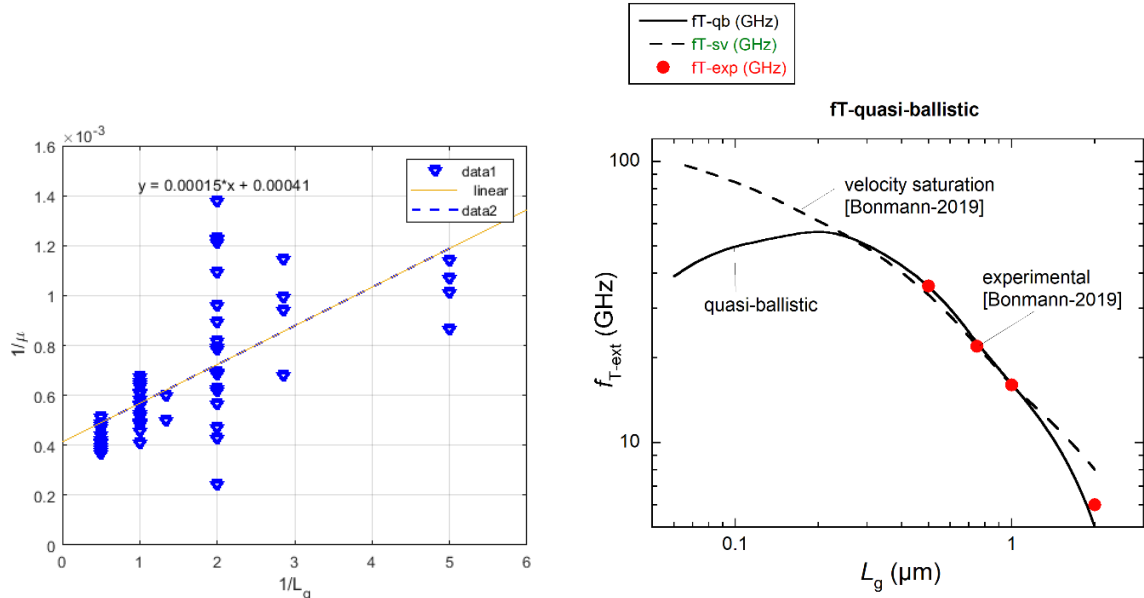 ×10⁻³
1.6
1.4
1.2
1
0.8
0.6
0.4
0.2
0
1/μ
y = 0.00015*x + 0.00041
data1
linear
data2
0 1 2 3 4 5 6
1/Lg
fT-qb (GHz)
fT-sv (GHz)
fT-exp (GHz)
fT-quasi-ballistic
100
10
fT-ext (GHz)
velocity saturation
[Bonmann-2019]
experimental
[Bonmann-2019]
quasi-ballistic
0.1 1
Lg (μm)